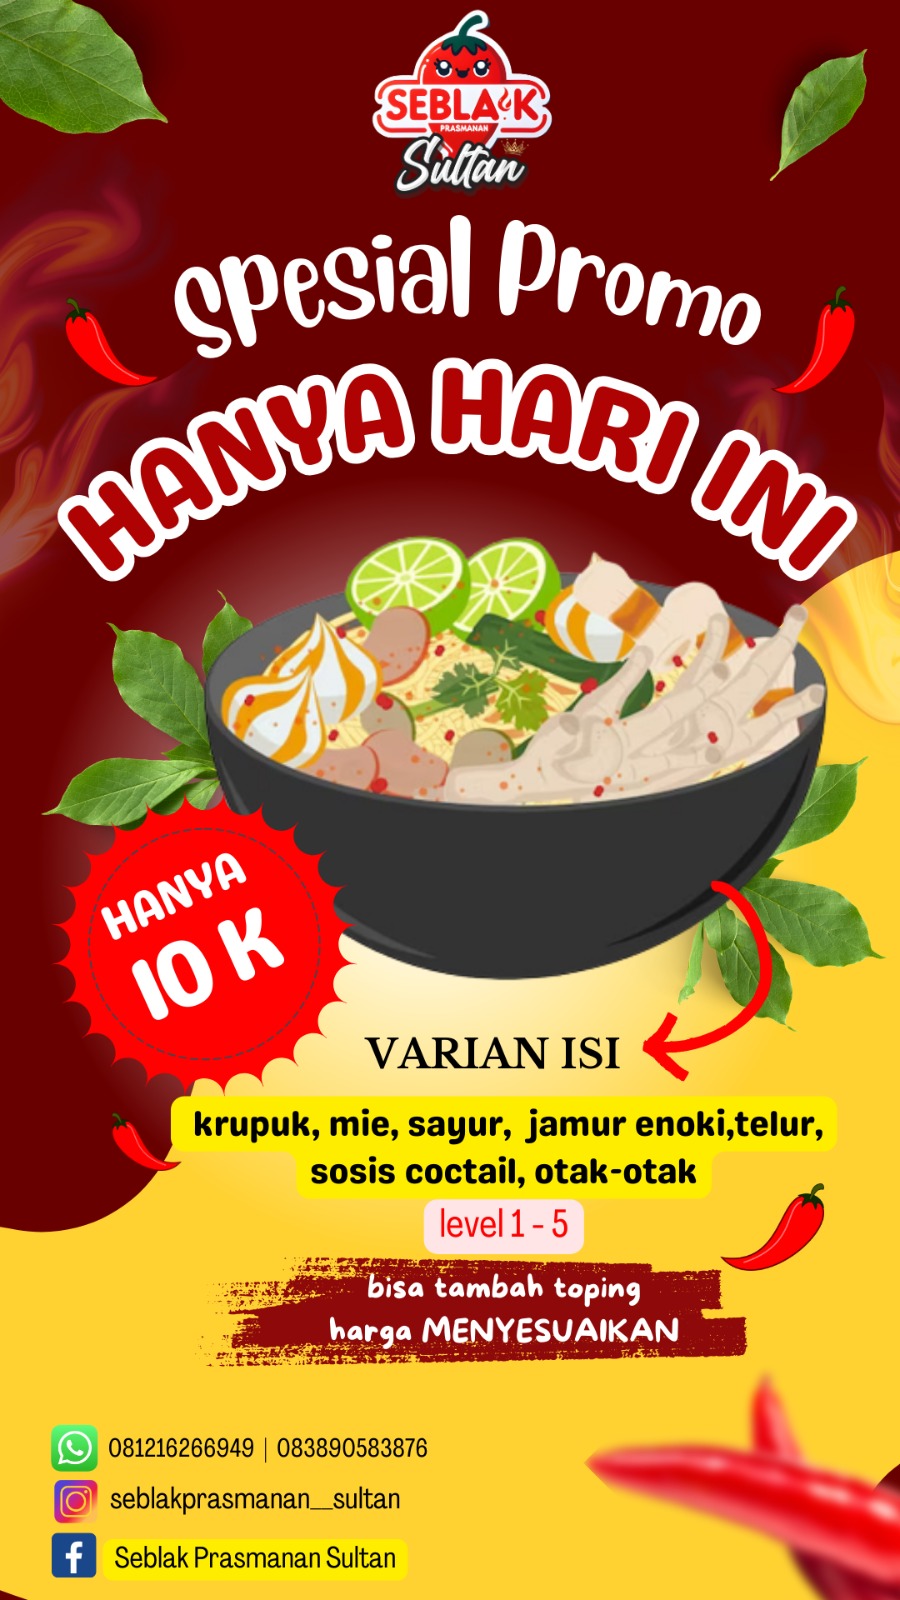 SEBLAK
PRASMANAN
Sultan
Spesial Promo
HANYA HARI INI
HANYA
10 K
VARIAN ISI
krupuk, mie, sayur, jamur enoki,telur,
sosis coctail, otak-otak
level 1 - 5
bisa tambah toping
harga MENYESUAIKAN
081216266949 | 083890583876
seblakprasmanan__sultan
Seblak Prasmanan Sultan